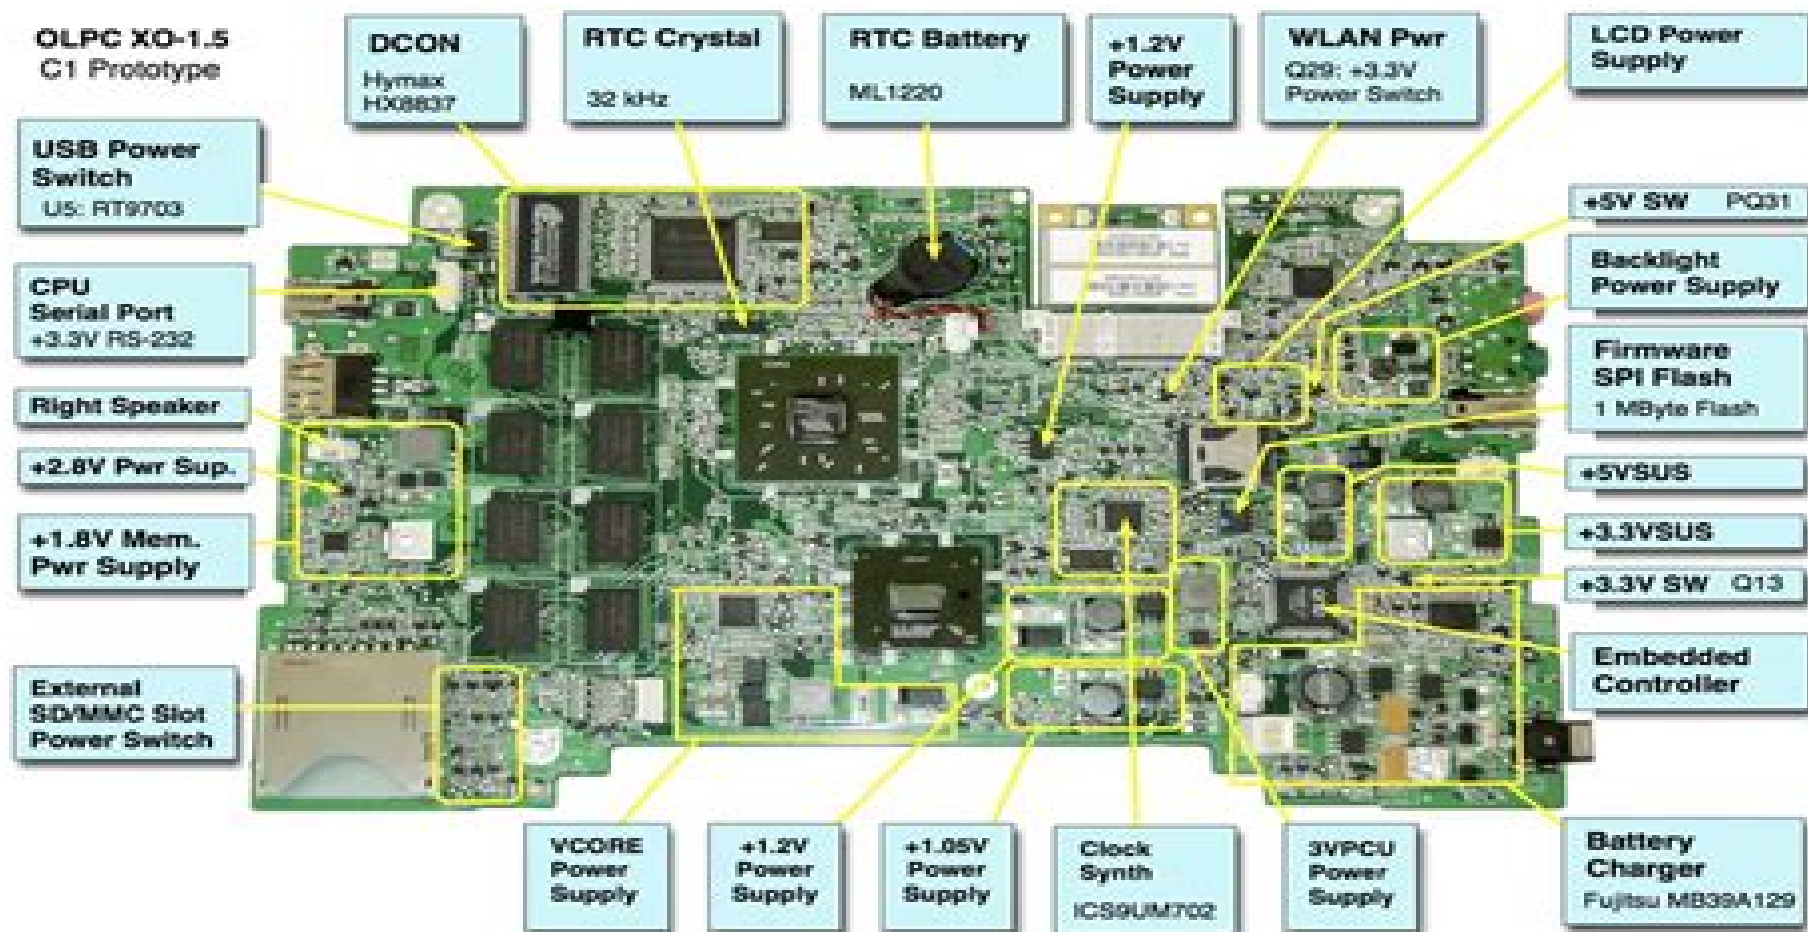 OLPC XO-1.5
C1 Prototype
DCON
Hymax
HX8837
RTC Crystal
32 kHz
RTC Battery
ML1220
+1.2V
Power
Supply
WLAN Pwr
Q29: +3.3V
Power Switch
LCD Power
Supply
USB Power
Switch
U5: RT9703
CPU
Serial Port
+3.3V RS-232
Right Speaker
+2.8V Pwr Sup.
+1.8V Mem.
Pwr Supply
External
SD/MMC Slot
Power Switch
+5V SW PQ31
Backlight
Power Supply
Firmware
SPI Flash
1 MByte Flash
+5VSUS
+3.3VSUS
+3.3V SW Q13
Embedded
Controller
VCORE
Power
Supply
+1.2V
Power
Supply
+1.05V
Power
Supply
Clock
Synth
ICS9UM702
3VPCU
Power
Supply
Battery
Charger
Fujitsu MB39A129